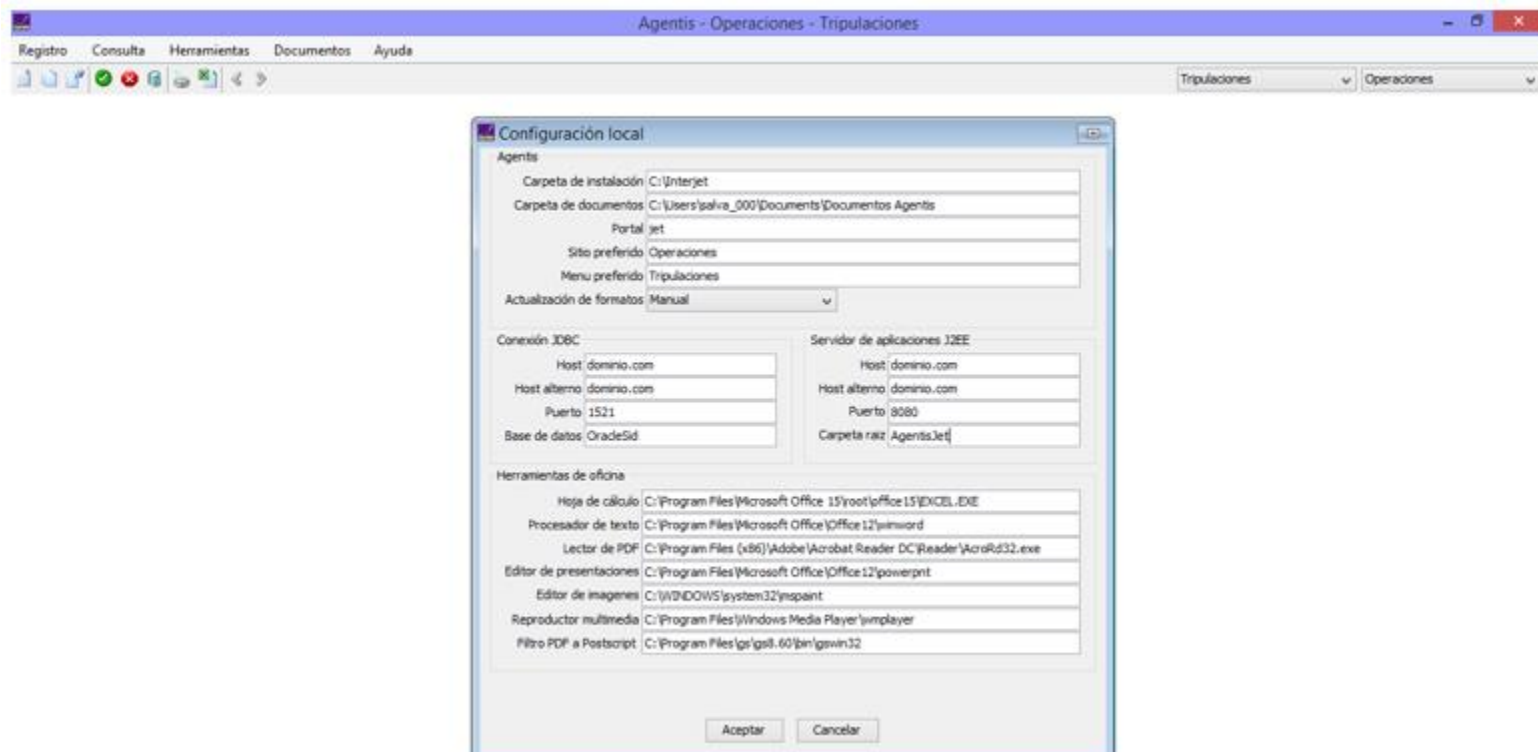 Agentis - Operaciones - Tripulaciones
Registro Consulta Herramientas Documentos Ayuda
Tripulaciones Operaciones
Configuración local
Agentis
Carpeta de instalación C:\Interjet
Carpeta de documentos C:\Users\salva_000\Documents\Documentos Agentis
Portal jet
Sitio preferido Operaciones
Menu preferido Tripulaciones
Actualización de formatos Manual
Conexión JDBC
Host dominio.com
Host alterno dominio.com
Puerto 1521
Base de datos OracleSid
Servidor de aplicaciones J2EE
Host dominio.com
Host alterno dominio.com
Puerto 8080
Carpeta raiz AgentisJet
Herramientas de oficina
Hoja de cálculo C:\Program Files\Microsoft Office 15\root\office15\EXCEL.EXE
Procesador de texto C:\Program Files\Microsoft Office\Office12\winword
Lector de PDF C:\Program Files (x86)\Adobe\Acrobat Reader DC\Reader\AcroRd32.exe
Editor de presentaciones C:\Program Files\Microsoft Office\Office12\powerpnt
Editor de imagenes C:\WINDOWS\system32\mspaint
Reproductor multimedia C:\Program Files\Windows Media Player\wmplayer
Filtro PDF a Postscript C:\Program Files\gs\gs8.60\bin\gswin32
Aceptar Cancelar